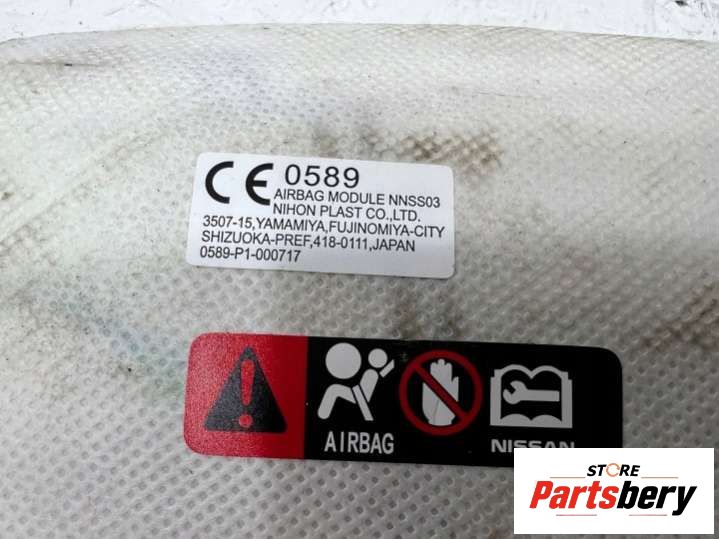 CE 0589
AIRBAG MODULE NNSS03
NIHON PLAST CO.,LTD.
3507-15,YAMAMIYA,FUJINOMIYA-CITY
SHIZUOKA-PREF,418-0111,JAPAN
0589-P1-000717
AIRBAG
NISSAN
STORE
Partsbery